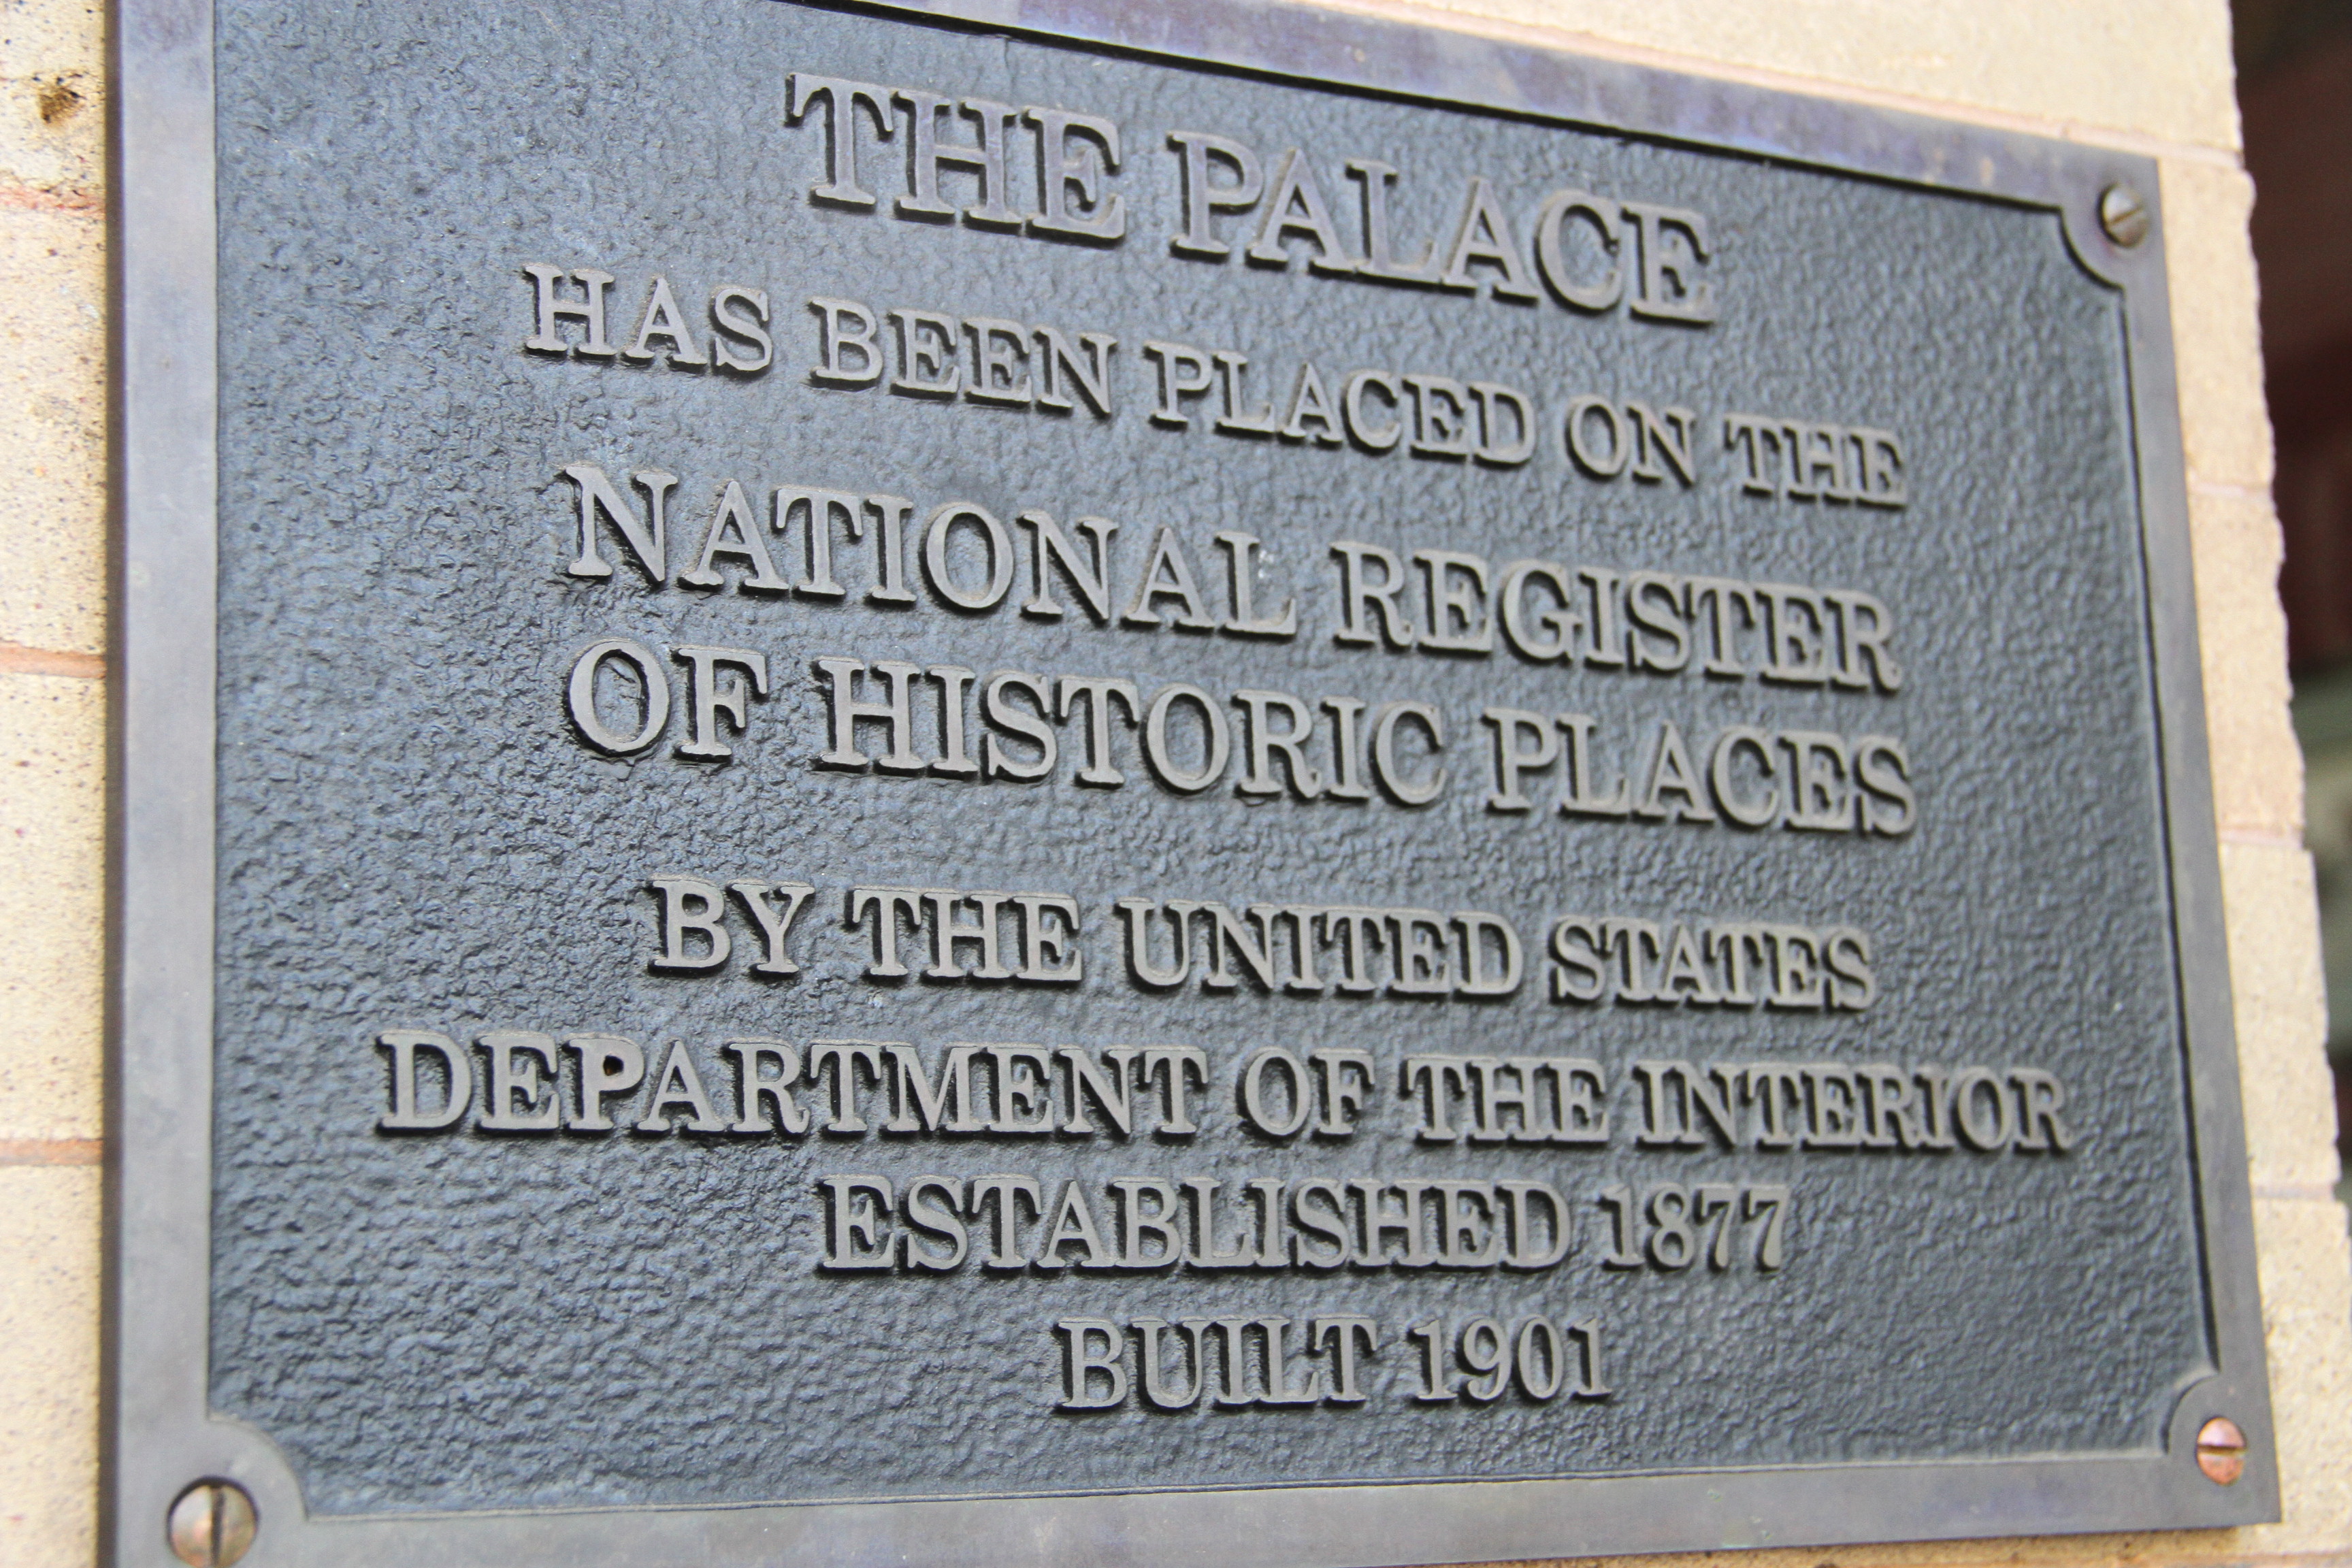 THE PALACE
HAS BEEN PLACED ON THE
NATIONAL REGISTER
OF HISTORIC PLACES
BY THE UNITED STATES
DEPARTMENT OF THE INTERIOR
ESTABLISHED 1877
BUILT 1901